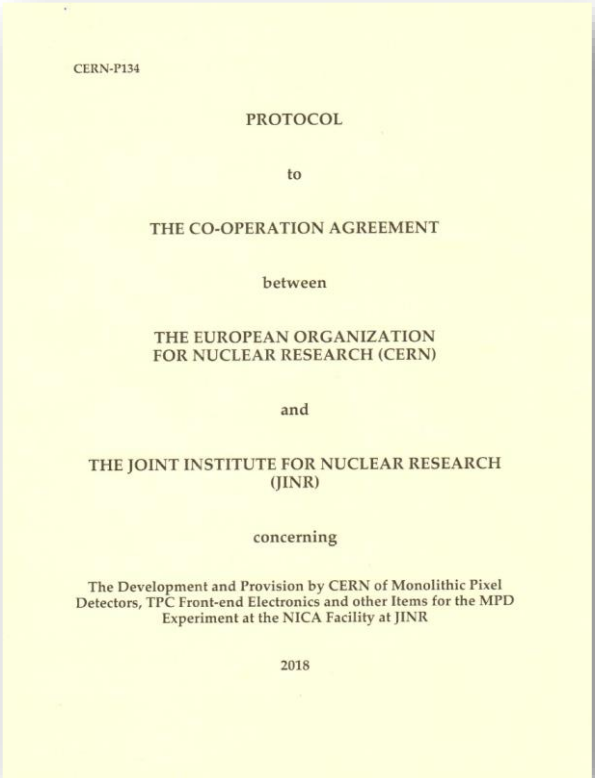 CERN-P134
PROTOCOL
to
THE CO-OPERATION AGREEMENT
between
THE EUROPEAN ORGANIZATION
FOR NUCLEAR RESEARCH (CERN)
and
THE JOINT INSTITUTE FOR NUCLEAR RESEARCH
(JINR)
concerning
The Development and Provision by CERN of Monolithic Pixel
Detectors, TPC Front-end Electronics and other Items for the MPD
Experiment at the NICA Facility at JINR
2018